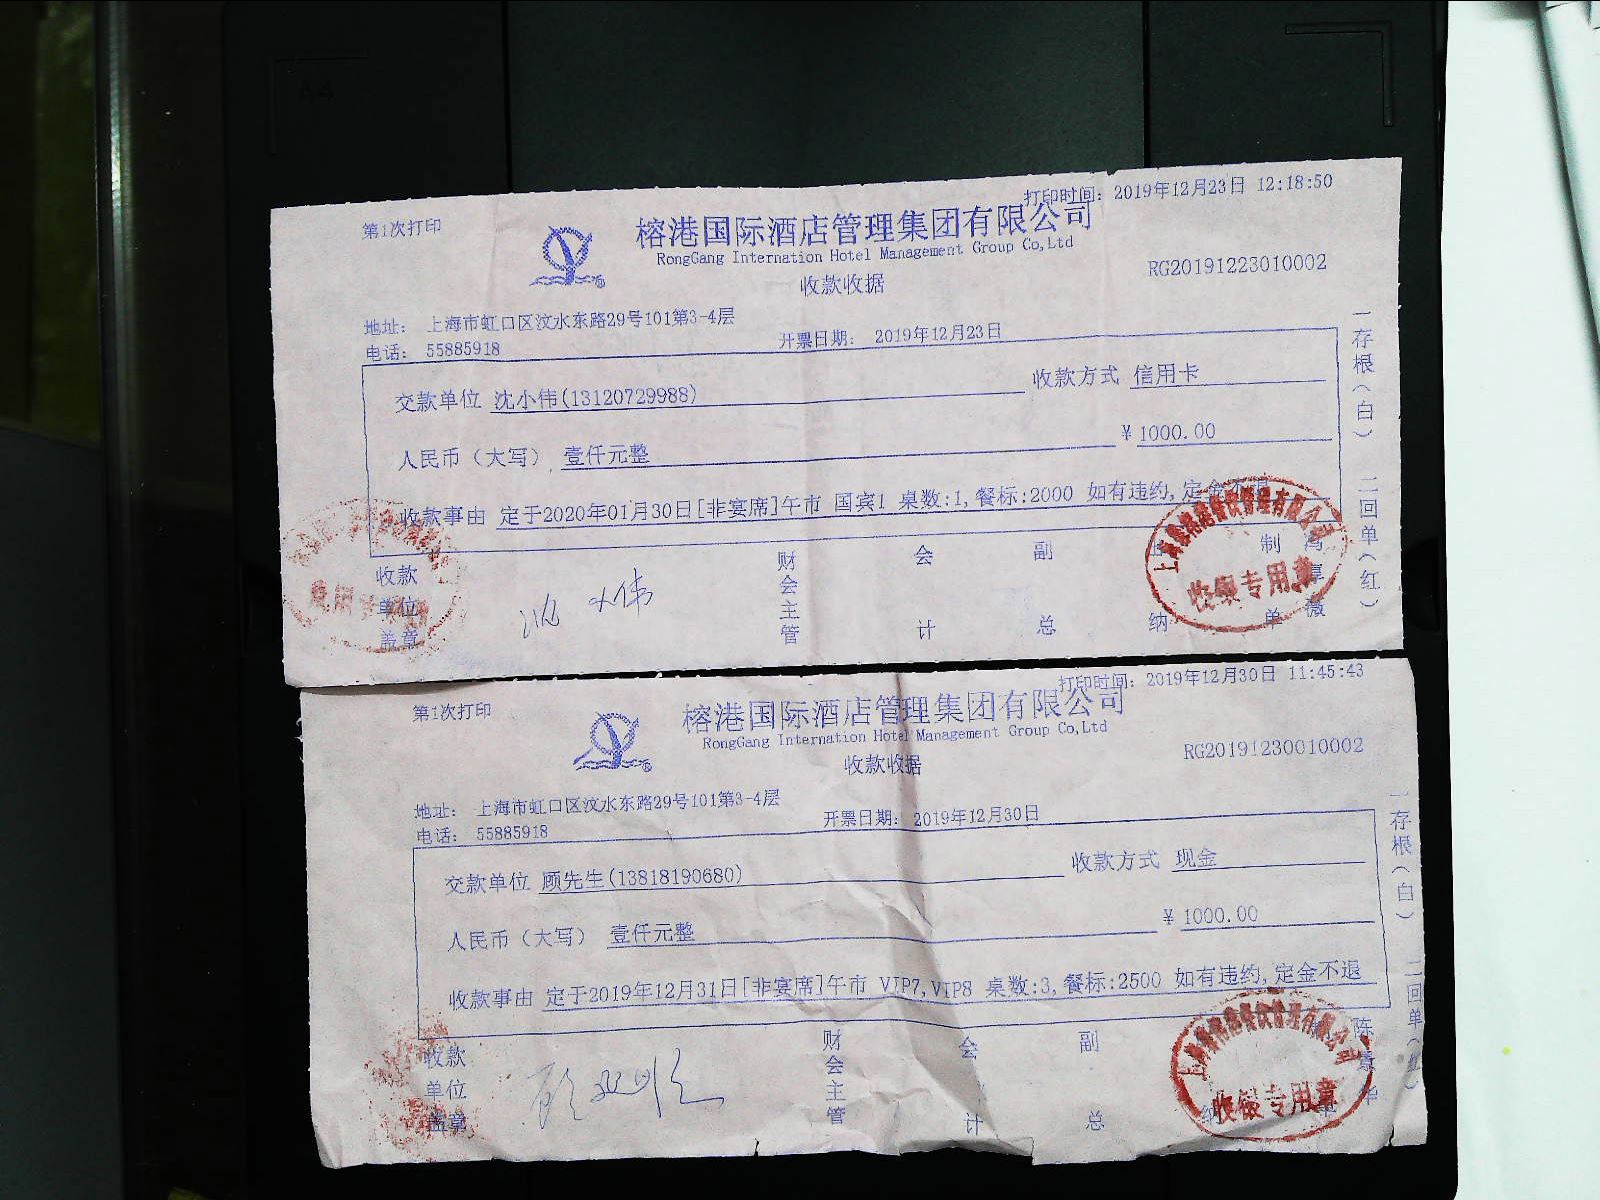 A4
第1次打印
打印时间：2019年12月23日 12:18:50
榕港国际酒店管理集团有限公司
RongGang Internation Hotel Management Group Co,Ltd
收款收据
RG20191223010002
地址： 上海市虹口区汶水东路29号101第3-4层
电话： 55885918
开票日期： 2019年12月23日
交款单位 沈小伟(13120729988)
收款方式 信用卡
人民币（大写） 壹仟元整
¥ 1000.00
收款事由 定于2020年01月30日[非宴席]午市 国宾1 桌数:1,餐标:2000 如有违约,定金不退
收款单位盖章
沈小伟
财会主管
会计
副总
纳
制单
收银专用章
一存根（白） 二回单（红）
第1次打印
打印时间：2019年12月30日 11:45:43
榕港国际酒店管理集团有限公司
RongGang Internation Hotel Management Group Co,Ltd
收款收据
RG20191230010002
地址： 上海市虹口区汶水东路29号101第3-4层
电话： 55885918
开票日期： 2019年12月30日
交款单位 顾先生(13818190680)
收款方式 现金
人民币（大写） 壹仟元整
¥ 1000.00
收款事由 定于2019年12月31日[非宴席]午市 VIP7,VIP8 桌数:3,餐标:2500 如有违约,定金不退
收款单位盖章
财会主管
会计
副总
纳
收银专用章
一存根（白） 二回单（红）